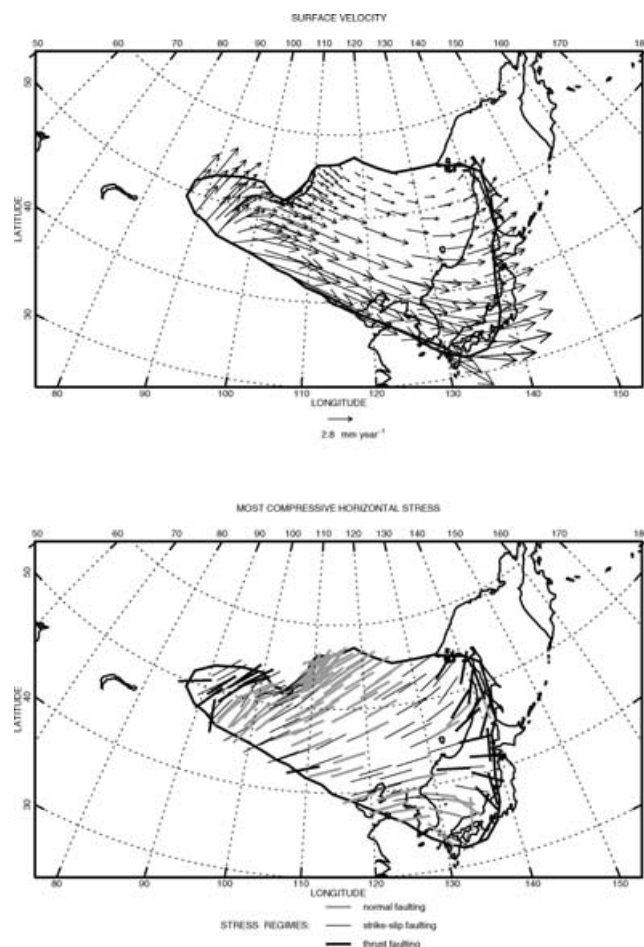 SURFACE VELOCITY
50 60 70 80 90 100 110 120 130 140 150 160 170 18
50
40
30
LATITUDE
80 90 100 110 120 130 140 150
LONGITUDE
2.8 mm year⁻¹
MOST COMPRESSIVE HORIZONTAL STRESS
50 60 70 80 90 100 110 120 130 140 150 160 170 18
50
40
30
LATITUDE
80 90 100 110 120 130 140 150
LONGITUDE
normal faulting
STRESS REGIMES: strike-slip faulting
thrust faulting